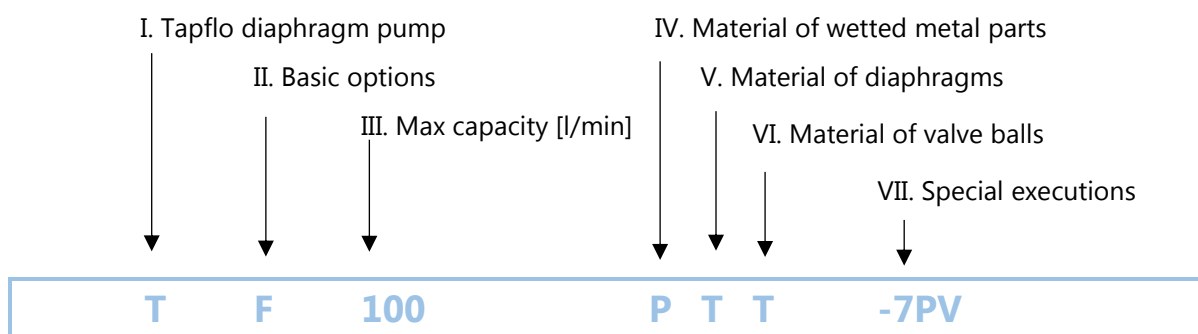 I. Tapflo diaphragm pump
IV. Material of wetted metal parts
II. Basic options
V. Material of diaphragms
III. Max capacity [l/min]
VI. Material of valve balls
VII. Special executions
T F 100 P T T -7PV